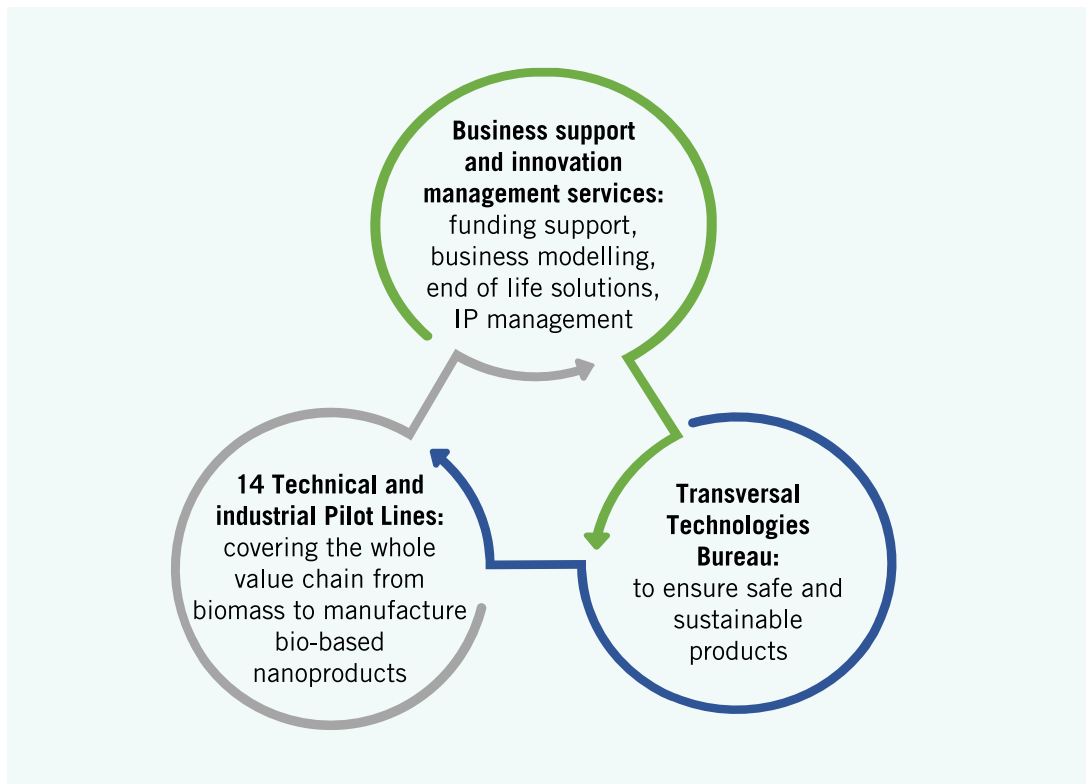 Business support
and innovation
management services:
funding support,
business modelling,
end of life solutions,
IP management
14 Technical and
industrial Pilot Lines:
covering the whole
value chain from
biomass to manufacture
bio-based
nanoproducts
Transversal
Technologies
Bureau:
to ensure safe and
sustainable
products